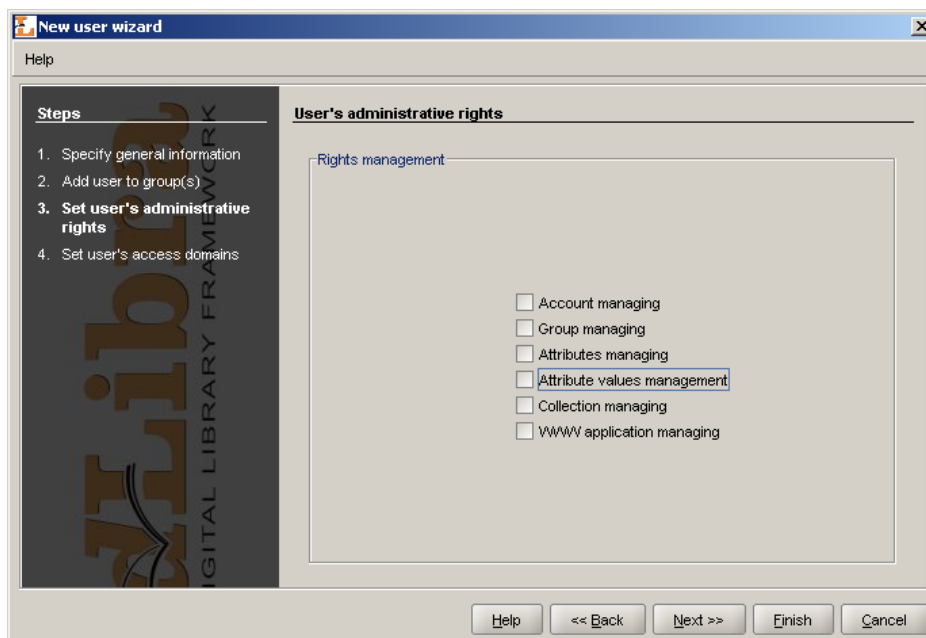 New user wizard
Help
Steps
1. Specify general information
2. Add user to group(s)
3. Set user's administrative
rights
4. Set user's access domains
dLibra
DIGITAL LIBRARY FRAMEWORK
User's administrative rights
Rights management
Account managing
Group managing
Attributes managing
Attribute values management
Collection managing
WWW application managing
Help
<< Back
Next >>
Finish
Cancel